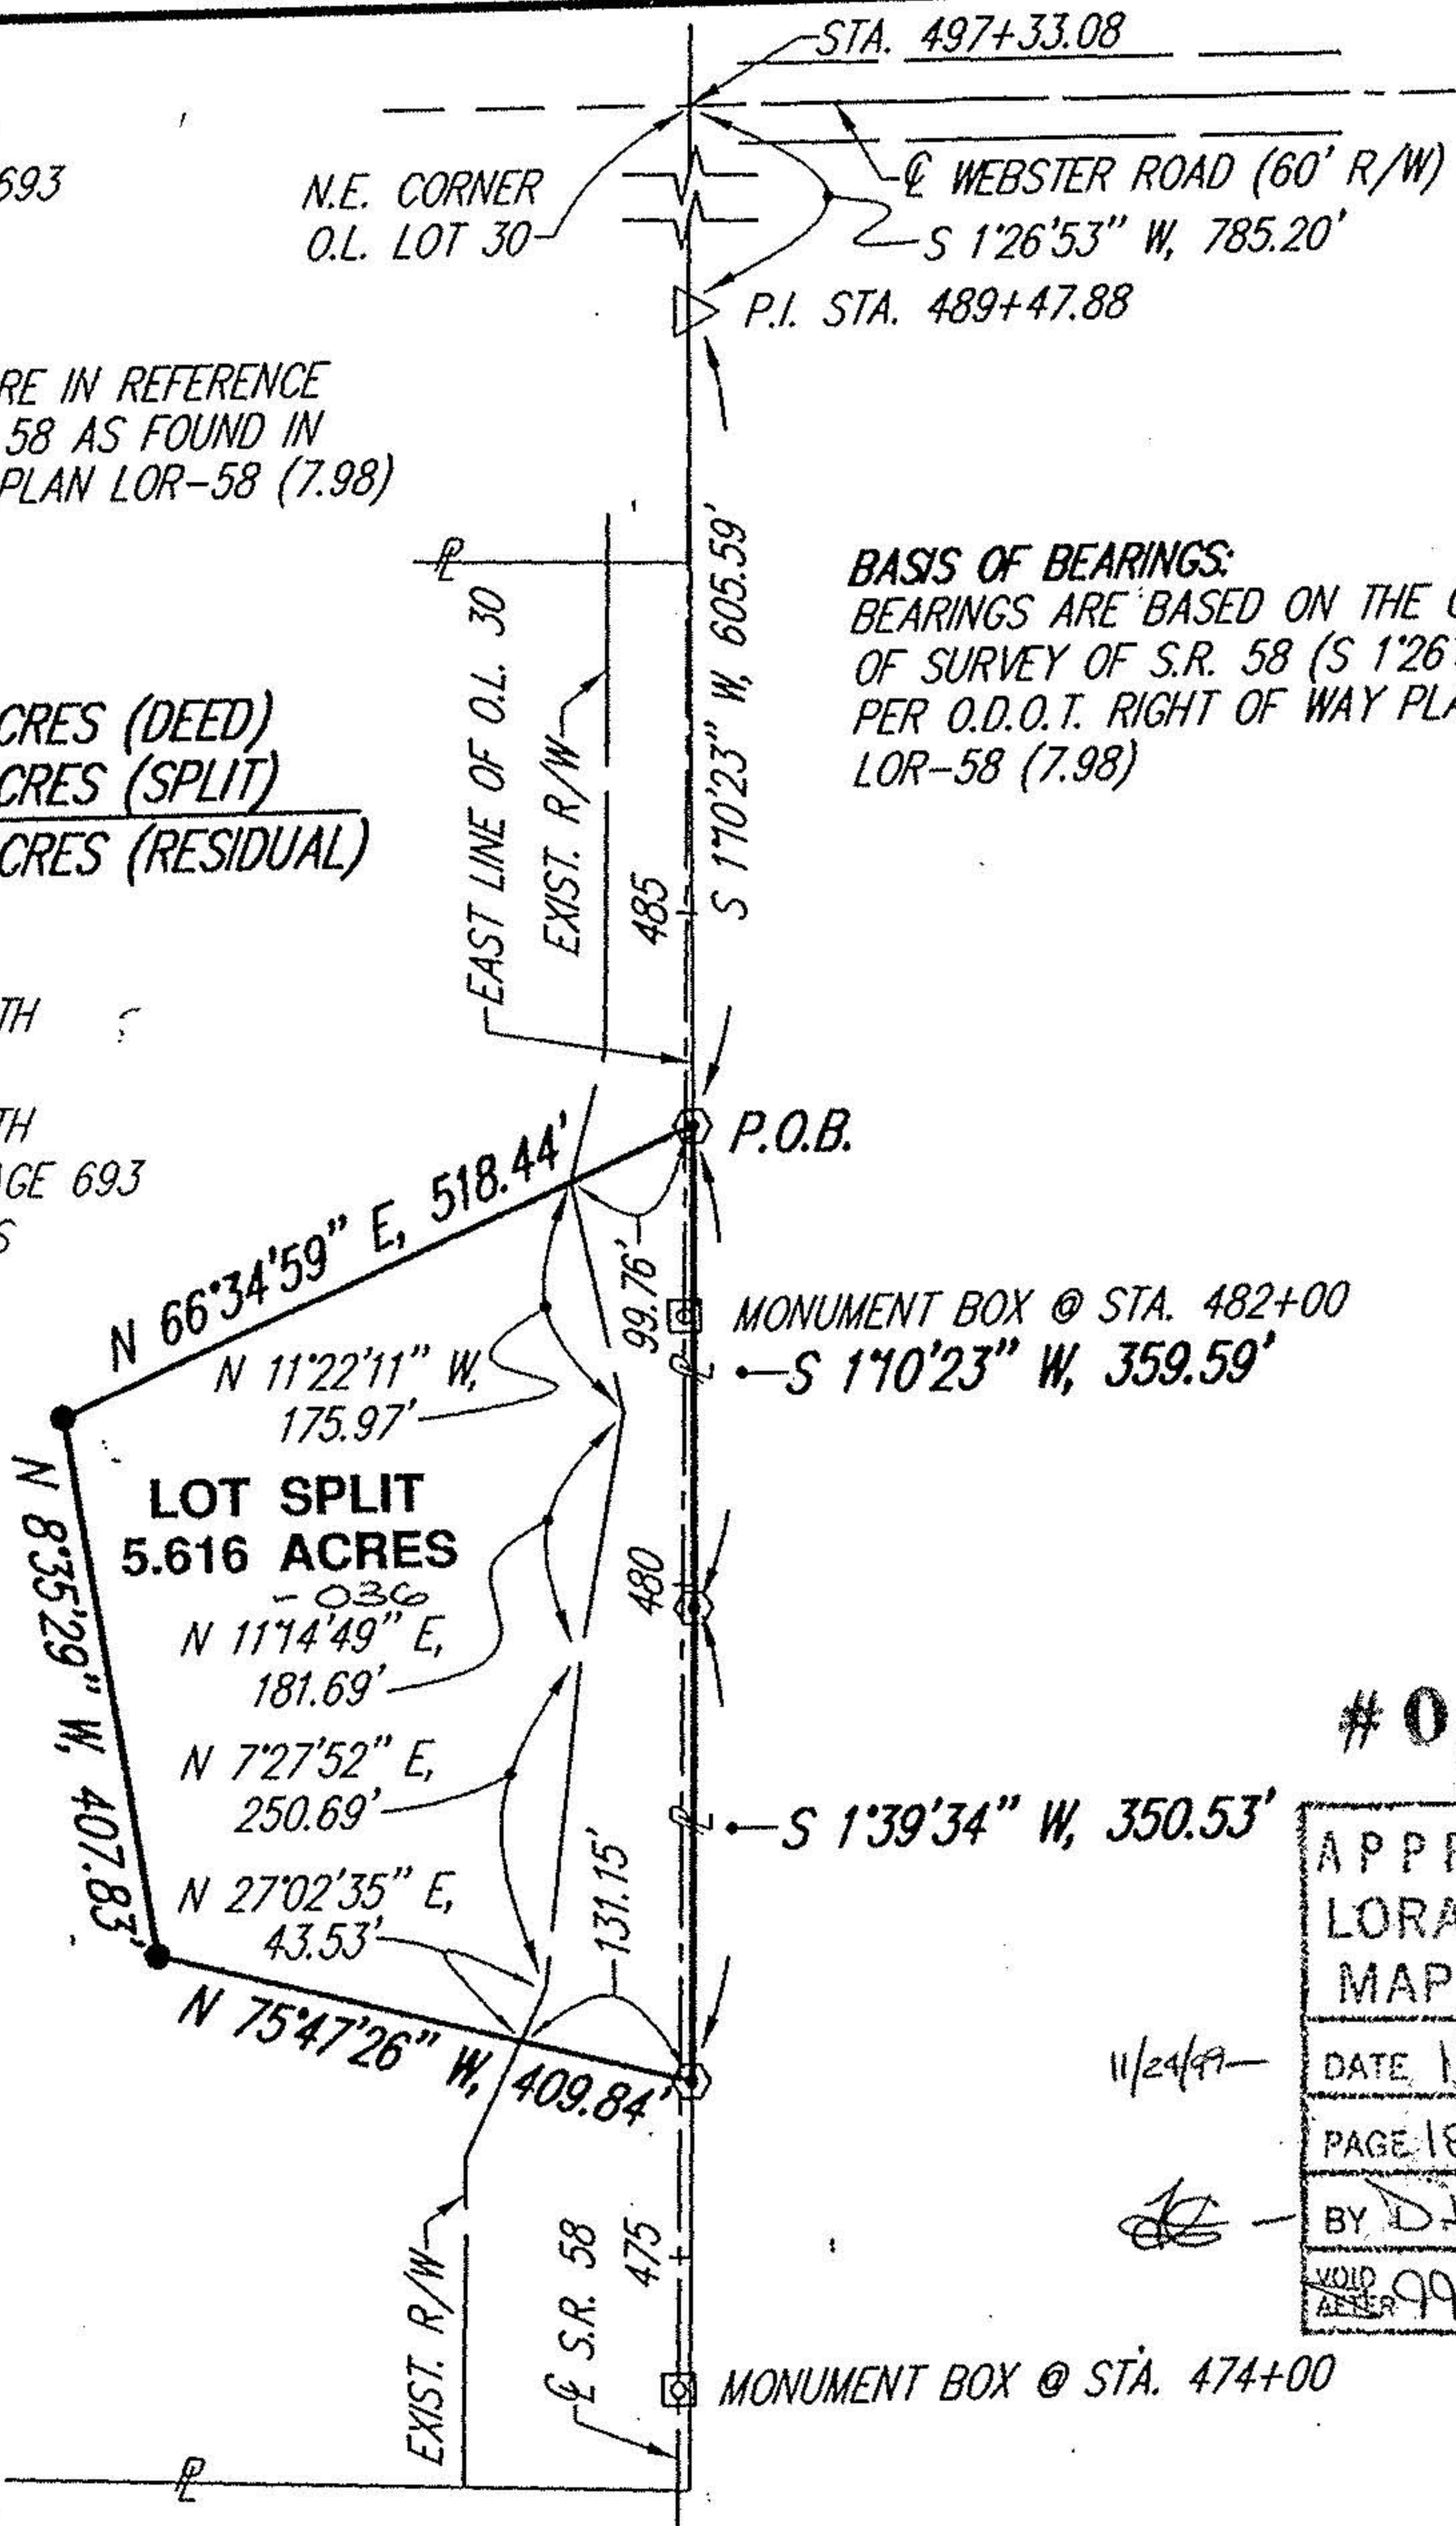 STA. 497+33.08
693
N.E. CORNER
O.L. LOT 30
℄ WEBSTER ROAD (60' R/W)
S 1°26'53" W, 785.20'
P.I. STA. 489+47.88
RE IN REFERENCE
58 AS FOUND IN
PLAN LOR-58 (7.98)
S 1°10'23" W, 605.59'
BASIS OF BEARINGS:
BEARINGS ARE BASED ON THE
OF SURVEY OF S.R. 58 (S 1°26'
PER O.D.O.T. RIGHT OF WAY PLA
LOR-58 (7.98)
EAST LINE OF O.L. 30
EXIST. R/W
485
CRES (DEED)
CRES (SPLIT)
CRES (RESIDUAL)
TH
TH
AGE 693
S
P.O.B.
N 66°34'59" E, 518.44'
99.76'
MONUMENT BOX @ STA. 482+00
S 1°10'23" W, 359.59'
N 11°22'11" W,
175.97'
LOT SPLIT
5.616 ACRES
-036
N 8°35'29" W, 407.83'
480
N 11°14'49" E,
181.69'
N 7°27'52" E,
250.69'
S 1°39'34" W, 350.53'
N 27°02'35" E,
43.53'
131.15'
N 75°47'26" W, 409.84'
# 0
APPR
LORA
MAP
11/24/99
DATE 1
PAGE 18
BY
VOID
AFTER 99
EXIST. R/W
℄ S.R. 58
475
MONUMENT BOX @ STA. 474+00